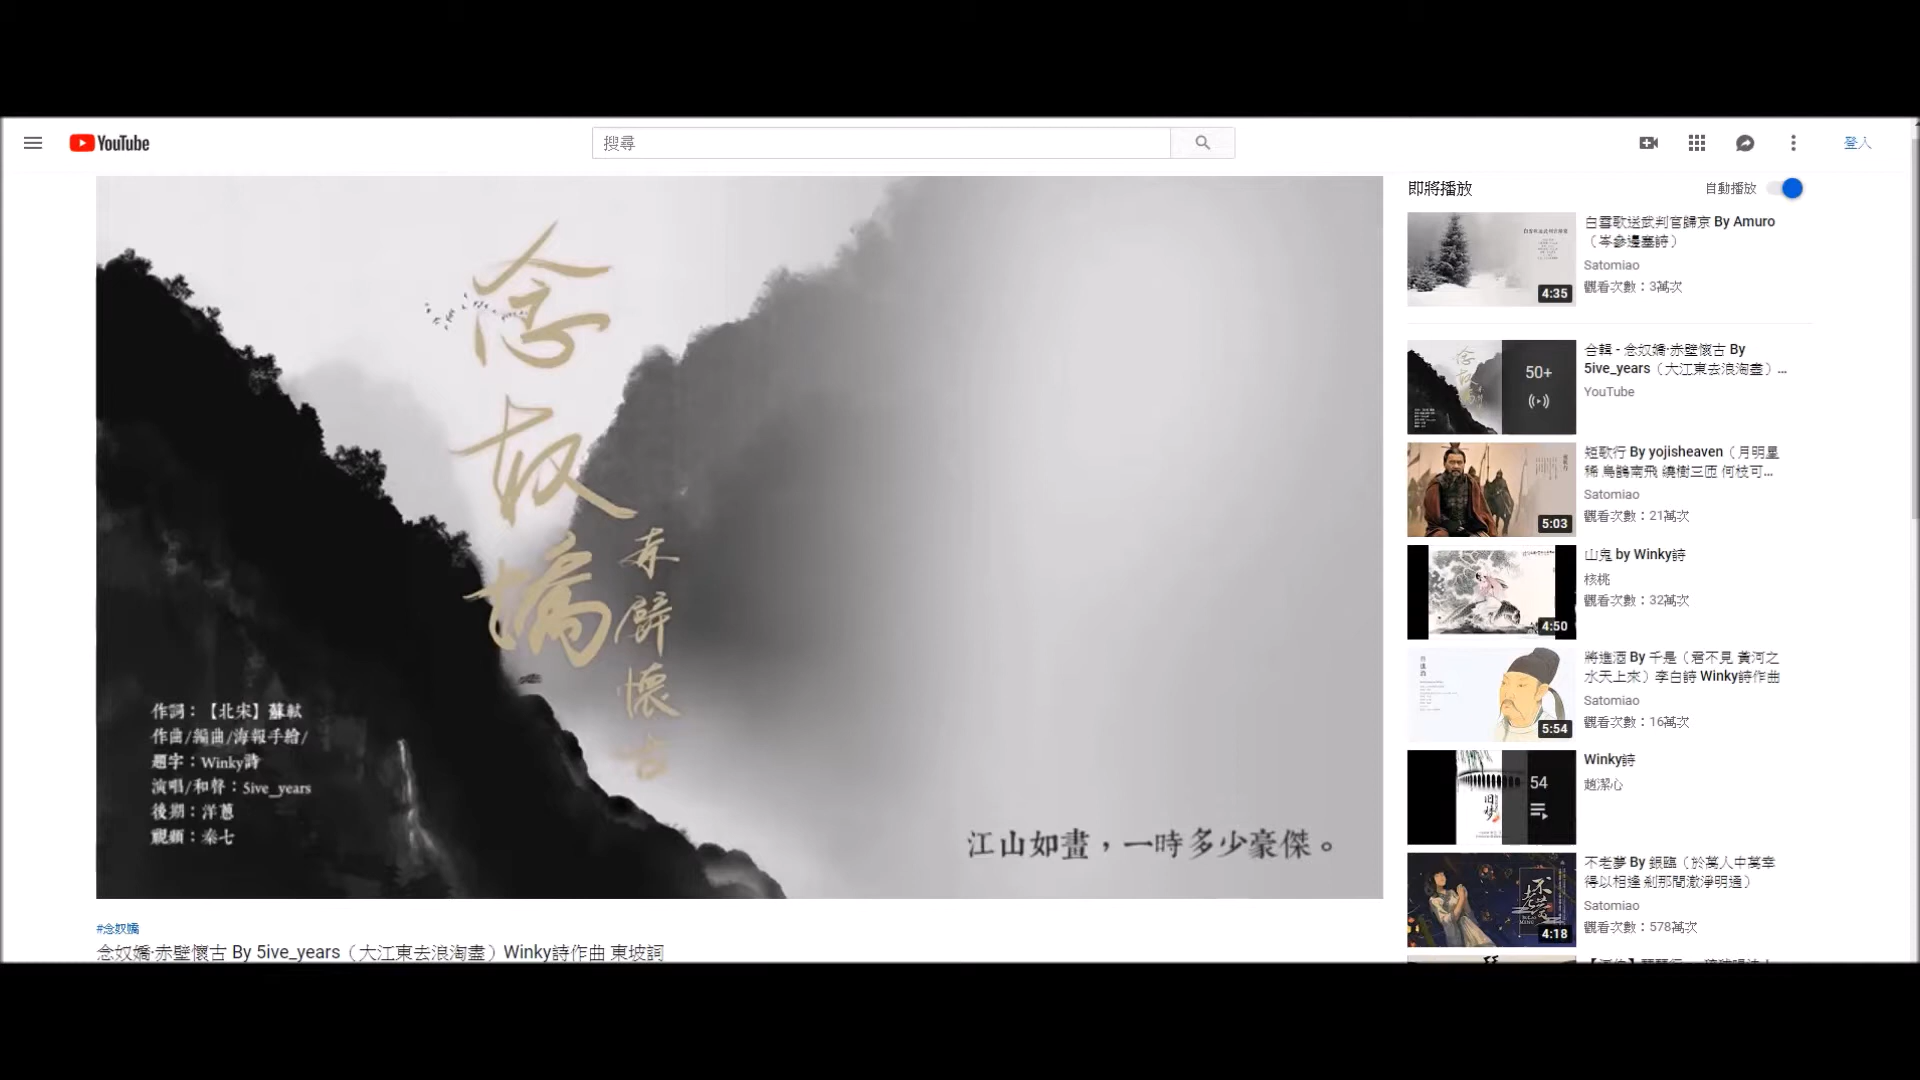 YouTube
搜尋
登入
念奴嬌
赤壁懷古
作詞：【北宋】蘇軾
作曲/編曲/海報手繪/
題字：Winky詩
演唱/和聲：5ive_years
後期：洋蔥
視頻：秦七
江山如畫，一時多少豪傑。
#念奴嬌
念奴嬌·赤壁懷古 By 5ive_years（大江東去浪淘盡）Winky詩作曲 東坡詞
即將播放
自動播放
4:35
白雪歌送武判官歸京 By Amuro
（岑參邊塞詩）
Satomiao
觀看次數：3萬次
50+
合輯 - 念奴嬌·赤壁懷古 By
5ive_years（大江東去浪淘盡）...
YouTube
5:03
短歌行 By yojisheaven（月明星
稀 烏鵲南飛 繞樹三匝 何枝可...
Satomiao
觀看次數：21萬次
4:50
山鬼 by Winky詩
核桃
觀看次數：32萬次
5:54
將進酒 By 千是（君不見 黃河之
水天上來）李白詩 Winky詩作曲
Satomiao
觀看次數：16萬次
54
Winky詩
趙潔心
不老夢
4:18
不老夢 By 銀臨（於萬人中萬幸
得以相逢 剎那間澈淨明通）
Satomiao
觀看次數：578萬次